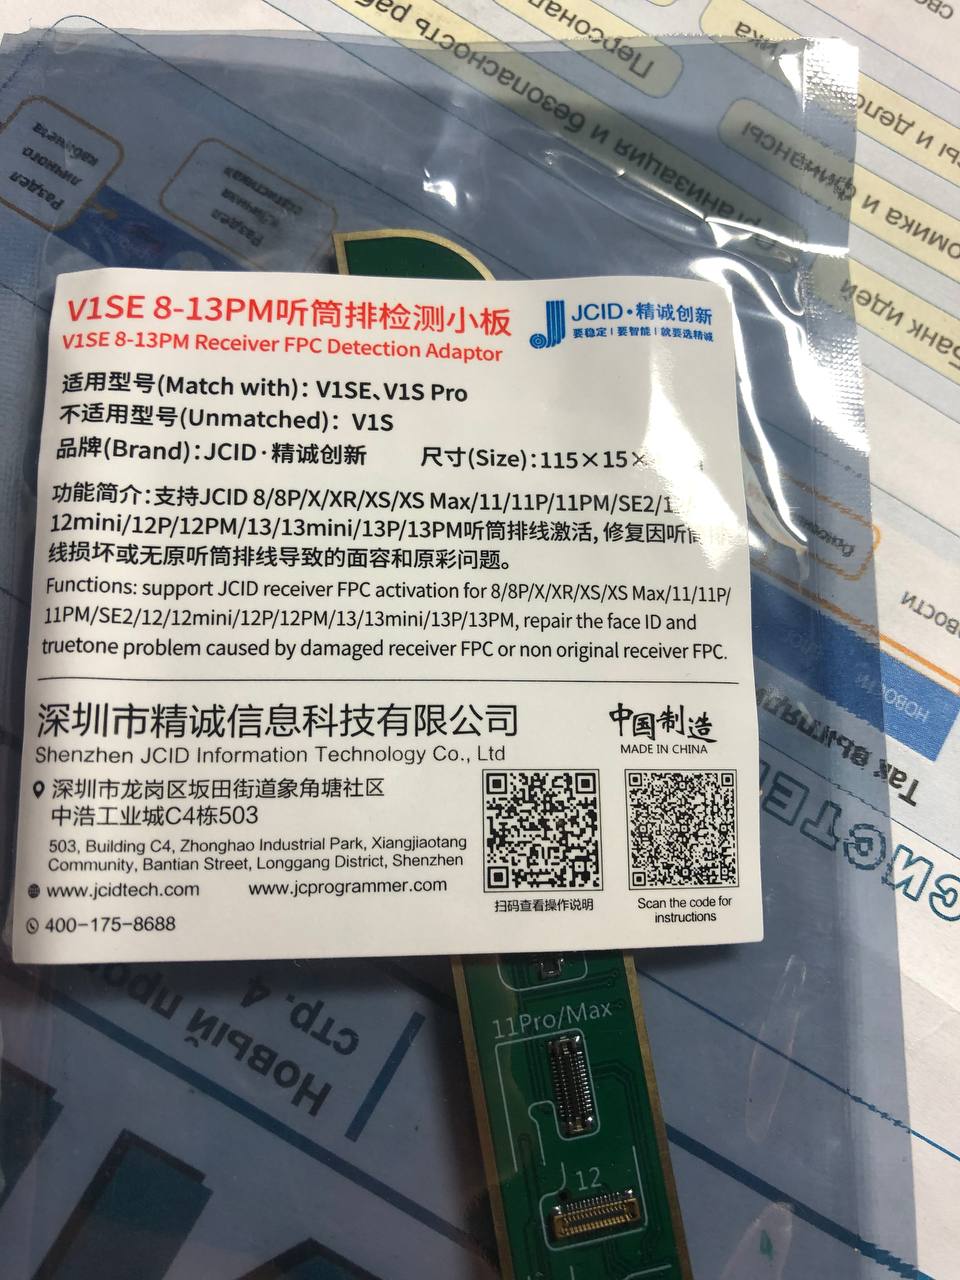 V1SE 8-13PM听筒排检测小板
V1SE 8-13PM Receiver FPC Detection Adaptor
JCID·精诚创新
要稳定 | 要智能 | 就要选精诚
适用型号(Match with): V1SE、V1S Pro
不适用型号(Unmatched): V1S
品牌(Brand):JCID·精诚创新
尺寸(Size):115×15×
功能简介:支持JCID 8/8P/X/XR/XS/XS Max/11/11P/11PM/SE2/
12mini/12P/12PM/13/13mini/13P/13PM听筒排线激活, 修复因听筒
线损坏或无原听筒排线导致的面容和原彩问题。
Functions: support JCID receiver FPC activation for 8/8P/X/XR/XS/XS Max/11/11P/
11PM/SE2/12/12mini/12P/12PM/13/13mini/13P/13PM, repair the face ID and
truetone problem caused by damaged receiver FPC or non original receiver FPC.
深圳市精诚信息科技有限公司
Shenzhen JCID Information Technology Co., Ltd
中国制造
MADE IN CHINA
深圳市龙岗区坂田街道象角塘社区
中浩工业城C4栋503
503, Building C4, Zhonghao Industrial Park, Xiangjiaotang
Community, Bantian Street, Longgang District, Shenzhen
www.jcidtech.com
www.jcprogrammer.com
400-175-8688
扫码查看操作说明
Scan the code for
instructions
11Pro/Max
12
Раздел
личного
кабинета
Организация и безопасность
Финансы
Банк идей
Новый
стр. 4
НОВОСТИ
Так